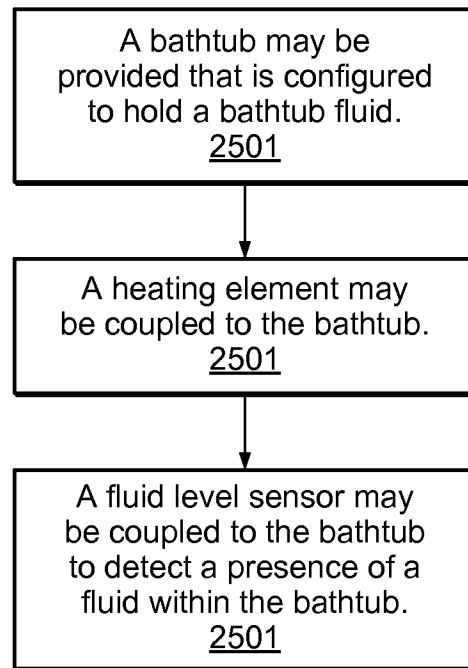 A bathtub may be
provided that is configured
to hold a bathtub fluid.
2501
A heating element may
be coupled to the bathtub.
2501
A fluid level sensor may
be coupled to the bathtub
to detect a presence of a
fluid within the bathtub.
2501